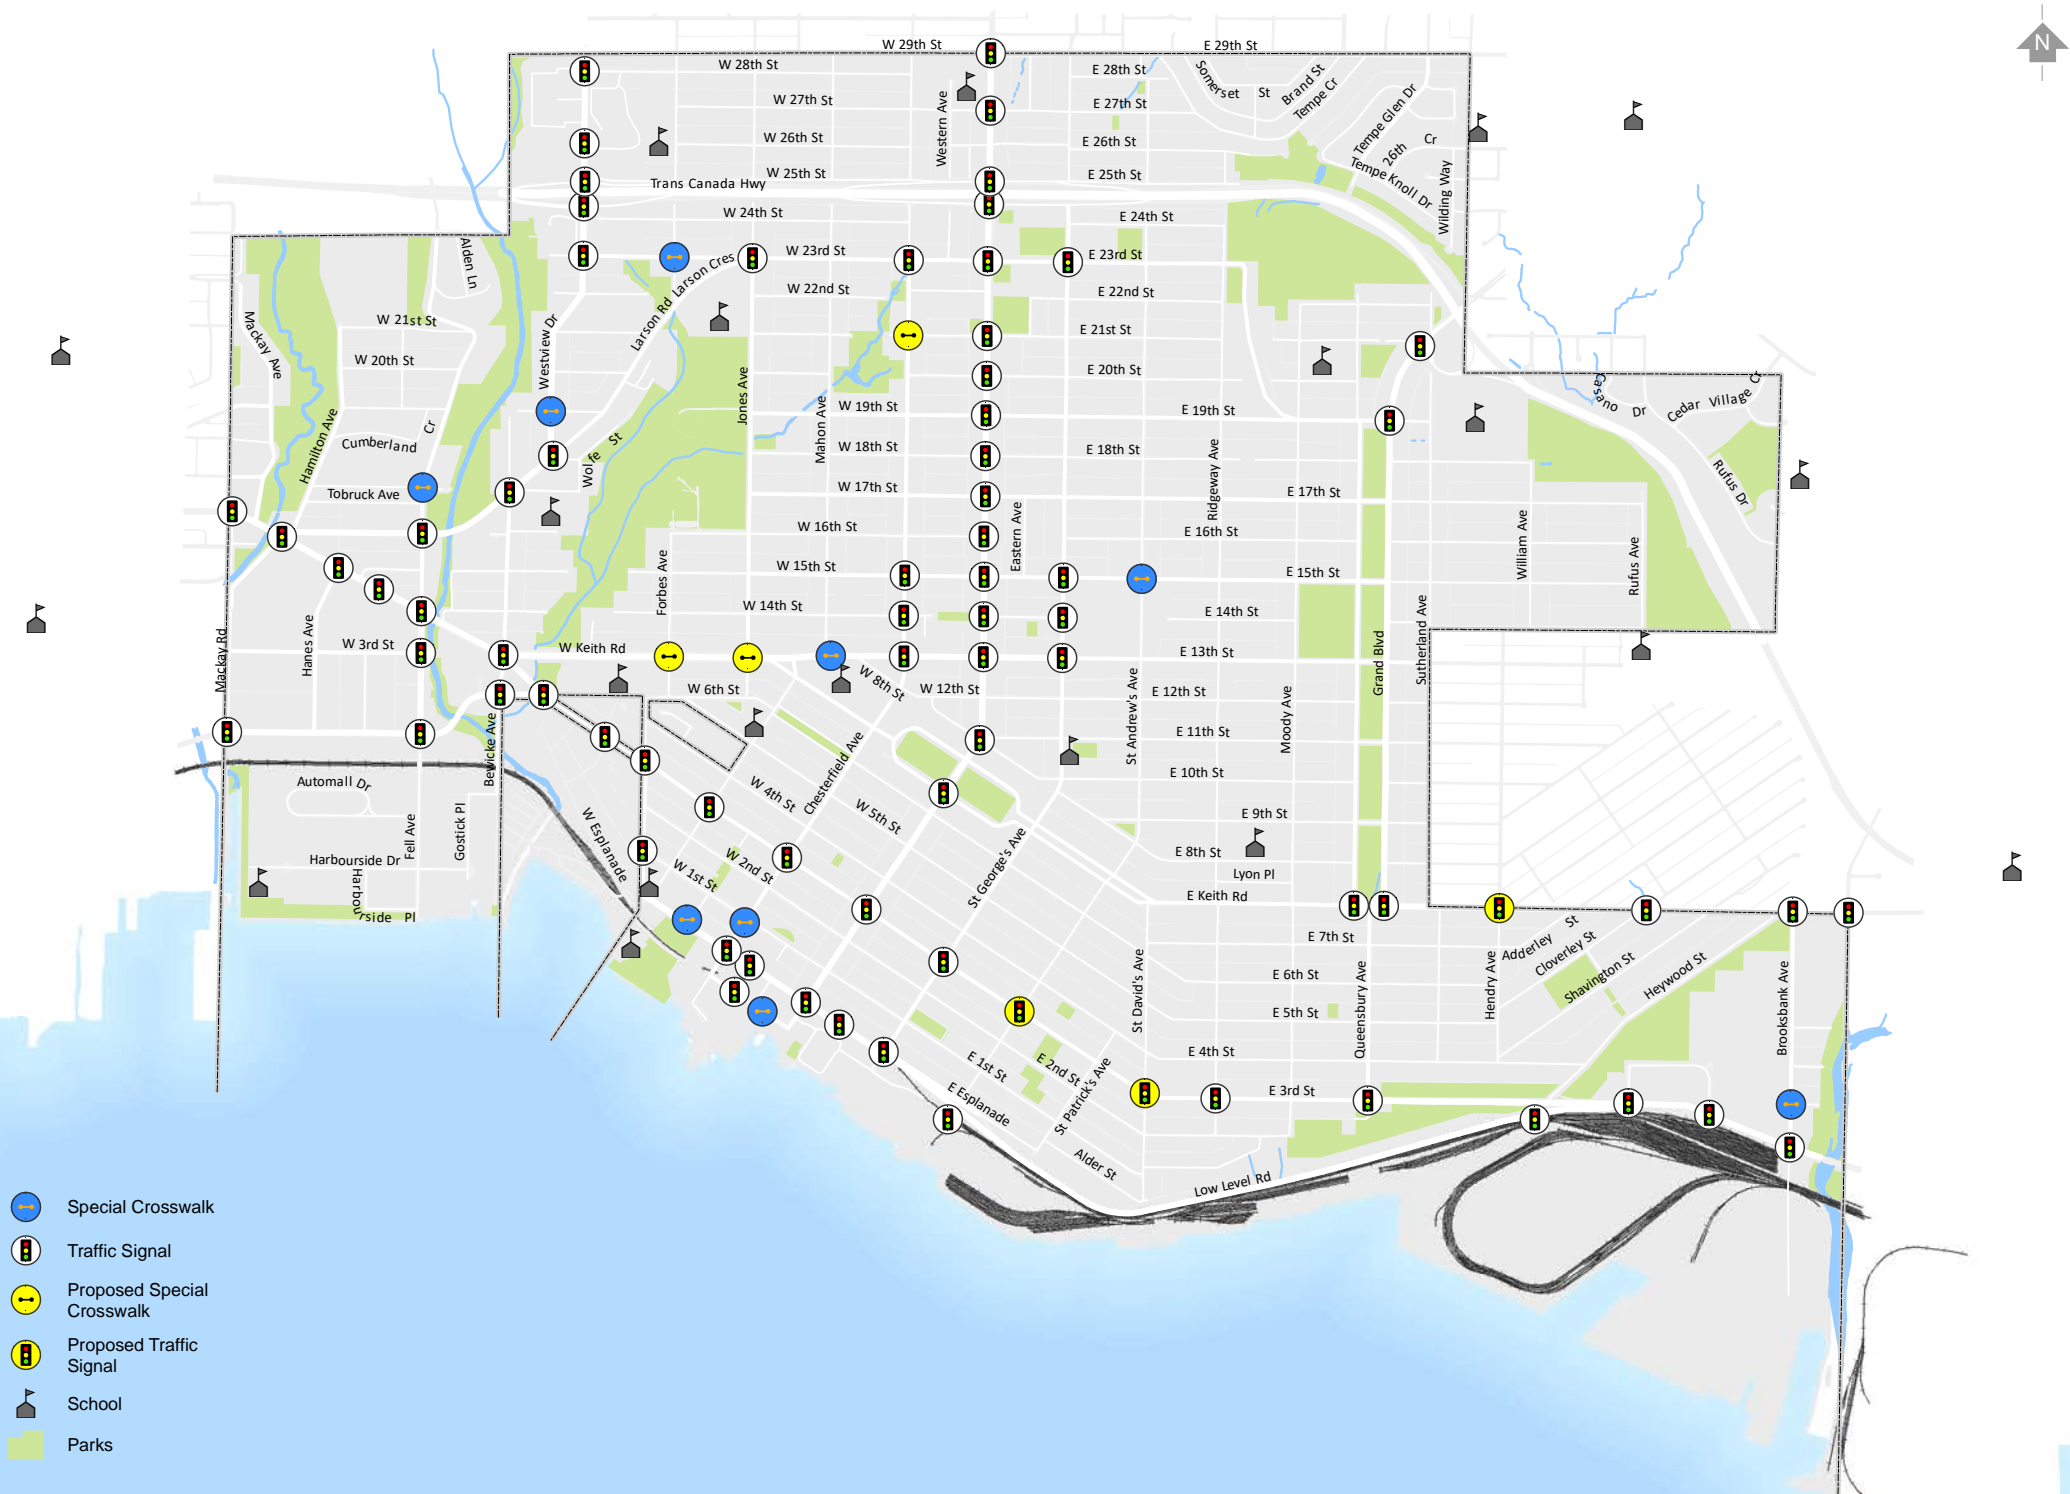 N
W 29th St
E 29th St
W 28th St
E 28th St
Somerset St
Brand St
Tempe Cr
W 27th St
E 27th St
Tempe Glen Dr
Western Ave
W 26th St
E 26th St
26th Cr
W 25th St
E 25th St
Tempe Knoll Dr
Trans Canada Hwy
Wilding Way
W 24th St
E 24th St
Alden Ln
W 23rd St
E 23rd St
Larson Cres
Larson Rd
W 22nd St
E 22nd St
Mackay Ave
W 21st St
Westview Dr
E 21st St
W 20th St
E 20th St
Jones Ave
Casano Dr
Cedar Village Cr
Hamilton Ave
Cumberland Cr
Mahon Ave
W 19th St
E 19th St
Wolfe St
W 18th St
E 18th St
Ridgeway Ave
Rufus Dr
Tobruck Ave
W 17th St
E 17th St
W 16th St
Eastern Ave
E 16th St
William Ave
Rufus Ave
Forbes Ave
W 15th St
E 15th St
W 14th St
E 14th St
Sutherland Ave
Mackay Rd
Hanes Ave
W 3rd St
W Keith Rd
E 13th St
Grand Blvd
W 8th St
W 6th St
W 12th St
St Andrew's Ave
E 12th St
Moody Ave
Bewicke Ave
E 11th St
Chesterfield Ave
E 10th St
Automall Dr
W 4th St
W 5th St
Gostick Pl
Fell Ave
W Esplanade
E 9th St
St George's Ave
E 8th St
Harbourside Dr
W 2nd St
W 1st St
Lyon Pl
Harbourside Pl
E Keith Rd
E 7th St
Adderley St
Cloverley St
Shavington St
Heywood St
St David's Ave
E 6th St
Queensbury Ave
Hendry Ave
Brooksbank Ave
E 5th St
E 4th St
E 1st St
E 2nd St
St Patrick's Ave
E 3rd St
E Esplanade
Alder St
Low Level Rd
Special Crosswalk
Traffic Signal
Proposed Special
Crosswalk
Proposed Traffic
Signal
School
Parks